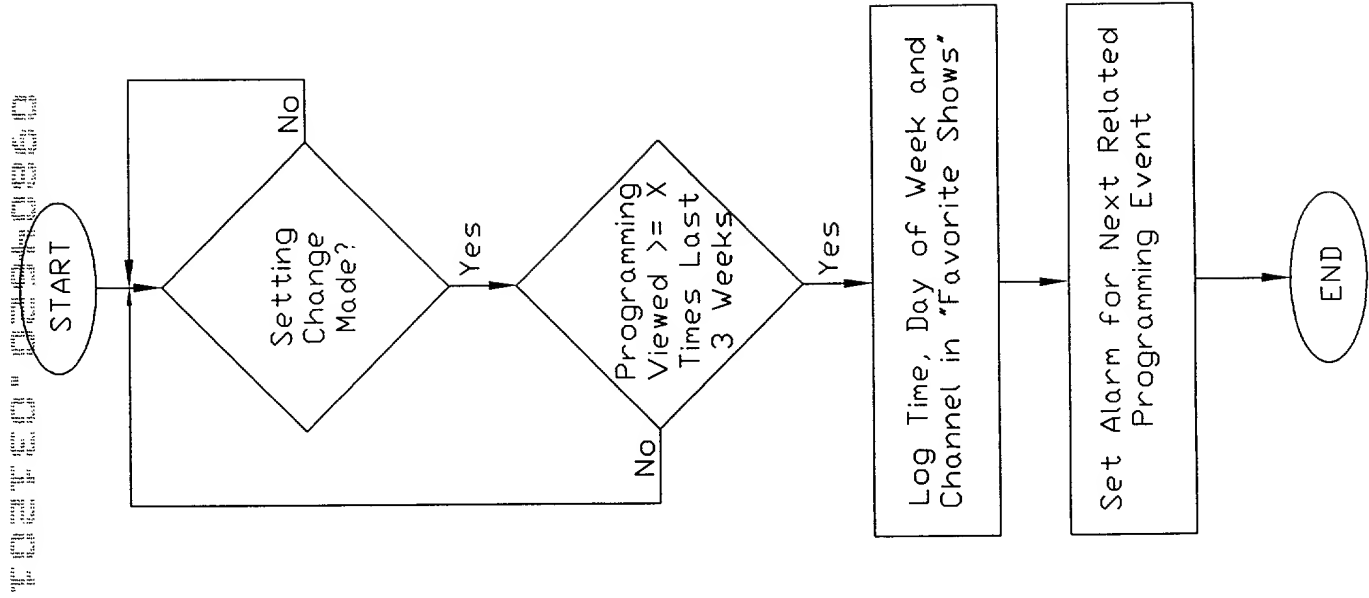 START
Setting
Change
Made?
No
Yes
Programming
Viewed >= X
Times Last
3 Weeks
No
Yes
Log Time, Day of Week and
Channel in "Favorite Shows"
Set Alarm for Next Related
Programming Event
END